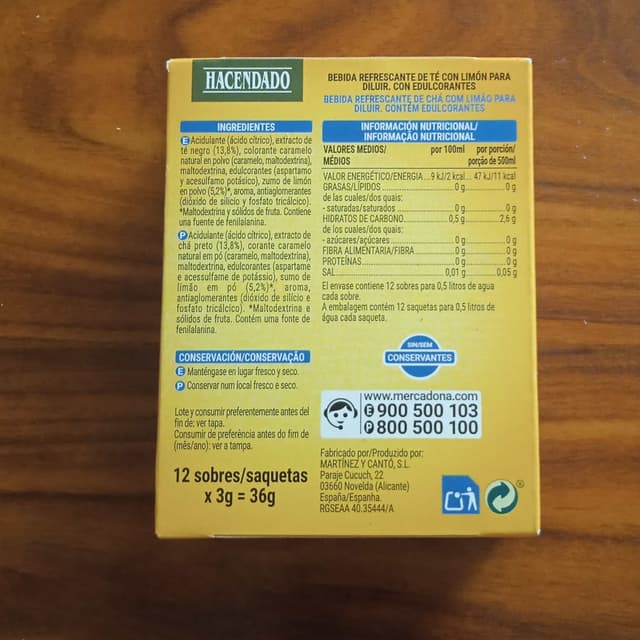 HACENDADO
BEBIDA REFRESCANTE DE TÉ CON LIMÓN PARA
DILUIR. CON EDULCORANTES
BEBIDA REFRESCANTE DE CHÁ COM LIMÃO PARA
DILUIR. CONTÉM EDULCORANTES
INGREDIENTES
E Acidulante (ácido cítrico), extracto de
té negro (13,8%), colorante caramelo
natural en polvo (caramelo, maltodextrina),
maltodextrina, edulcorantes (aspartamo
y acesulfamo potásico), zumo de limón
en polvo (5,2%)*, aroma, antiaglomerantes
(dióxido de silicio y fosfato tricálcico).
*Maltodextrina y sólidos de fruta. Contiene
una fuente de fenilalanina.
P Acidulante (ácido cítrico), extracto de
chá preto (13,8%), corante caramelo
natural em pó (caramelo, maltodextrina),
maltodextrina, edulcorantes (aspartame
e acessulfame de potássio), sumo de
limão em pó (5,2%)*, aroma,
antiaglomerantes (dióxido de silício e
fosfato tricálcico). *Maltodextrina e
sólidos de fruta. Contém uma fonte de
fenilalanina.
CONSERVACIÓN/CONSERVAÇÃO
E Manténgase en lugar fresco y seco.
P Conservar num local fresco e seco.
Lote y consumir preferentemente antes del
fin de: ver tapa.
Consumir de preferência antes do fim de
(mês/ano): ver a tampa.
12 sobres/saquetas
x 3g = 36g
INFORMACIÓN NUTRICIONAL/
INFORMAÇÃO NUTRICIONAL
VALORES MEDIOS/ por 100ml por porción/
MÉDIOS porção de 500ml
VALOR ENERGÉTICO/ENERGIA...9 kJ/2 kcal... 47 kJ/11 kcal
GRASAS/LÍPIDOS 0 g 0 g
de las cuales/dos quais:
- saturadas/saturados 0 g 0 g
HIDRATOS DE CARBONO 0,5 g 2,6 g
de los cuales/dos quais:
- azúcares/açúcares 0 g 0 g
FIBRA ALIMENTARIA/FIBRA 0 g 0 g
PROTEÍNAS 0 g 0 g
SAL 0,01 g 0,05 g
El envase contiene 12 sobres para 0,5 litros de agua
cada sobre.
A embalagem contém 12 saquetas para 0,5 litros de
água cada saqueta.
SIN/SEM
CONSERVANTES
www.mercadona.com
E 900 500 103
P 800 500 100
Fabricado por/Produzido por:
MARTÍNEZ Y CANTÓ, S.L.
Paraje Cucuch, 22
03660 Novelda (Alicante)
España/Espanha.
RGSEAA 40.35444/A
®